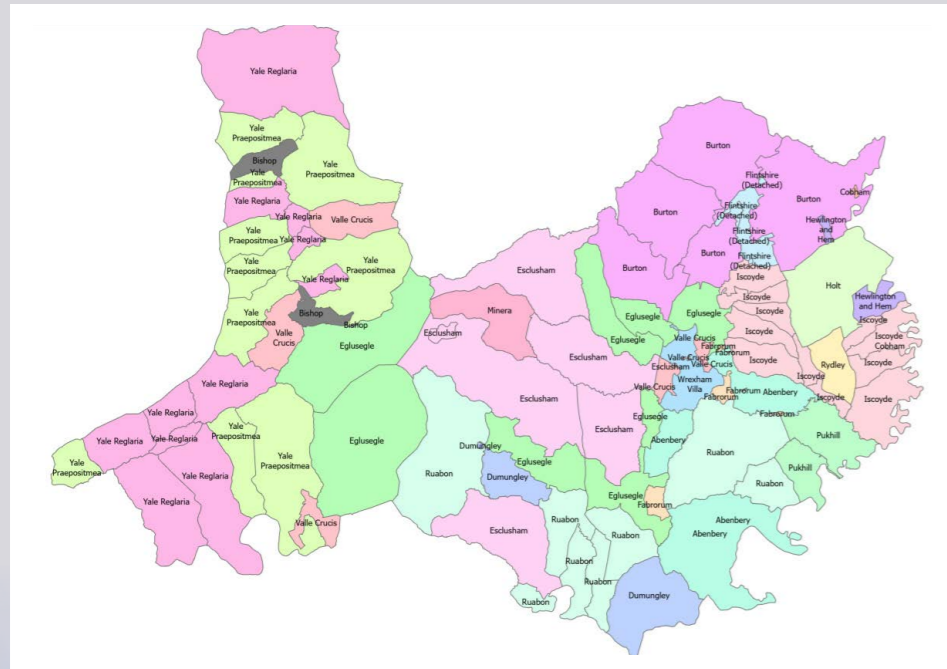 Yale Reglaria
Yale
Praepositmea
Bishop
Yale
Praepositmea
Yale
Praepositmea
Yale Reglaria
Yale Reglaria
Valle Crucis
Yale
Praepositmea
Yale Reglaria
Yale
Praepositmea
Yale
Praepositmea
Yale Reglaria
Yale
Praepositmea
Bishop
Bishop
Valle
Crucis
Eglusegle
Yale Reglaria
Yale Reglaria
Yale Reglaria
Yale Reglaria
Yale
Praepositmea
Yale
Praepositmea
Yale
Praepositmea
Yale Reglaria
Yale Reglaria
Valle Crucis
Eglusegle
Esclusham
Minera
Esclusham
Esclusham
Esclusham
Esclusham
Ruabon
Dumungley
Dumungley
Eglusegle
Esclusham
Ruabon
Ruabon
Ruabon
Ruabon
Ruabon
Eglusegle
Fabrorum
Dumungley
Burton
Burton
Burton
Burton
Burton
Flintshire
(Detached)
Flintshire
(Detached)
Flintshire
(Detached)
Flintshire
(Detached)
Cobham
Hewlington
and
Hem
Holt
Hewlington
and Hem
Iscoyde
Iscoyde
Iscoyde
Iscoyde
Iscoyde
Iscoyde
Iscoyde
Iscoyde
Cobham
Iscoyde
Iscoyde
Rydley
Eglusegle
Eglusegle
Eglusegle
Valle Crucis
Fabrorum
Valle Crucis
Fabrorum
Valle Crucis
Esclusham
Wrexham
Villa
Valle Crucis
Fabrorum
Fabrorum
Abenbery
Eglusegle
Abenbery
Fabrorum
Pukhill
Ruabon
Pukhill
Ruabon
Abenbery
Abenbery